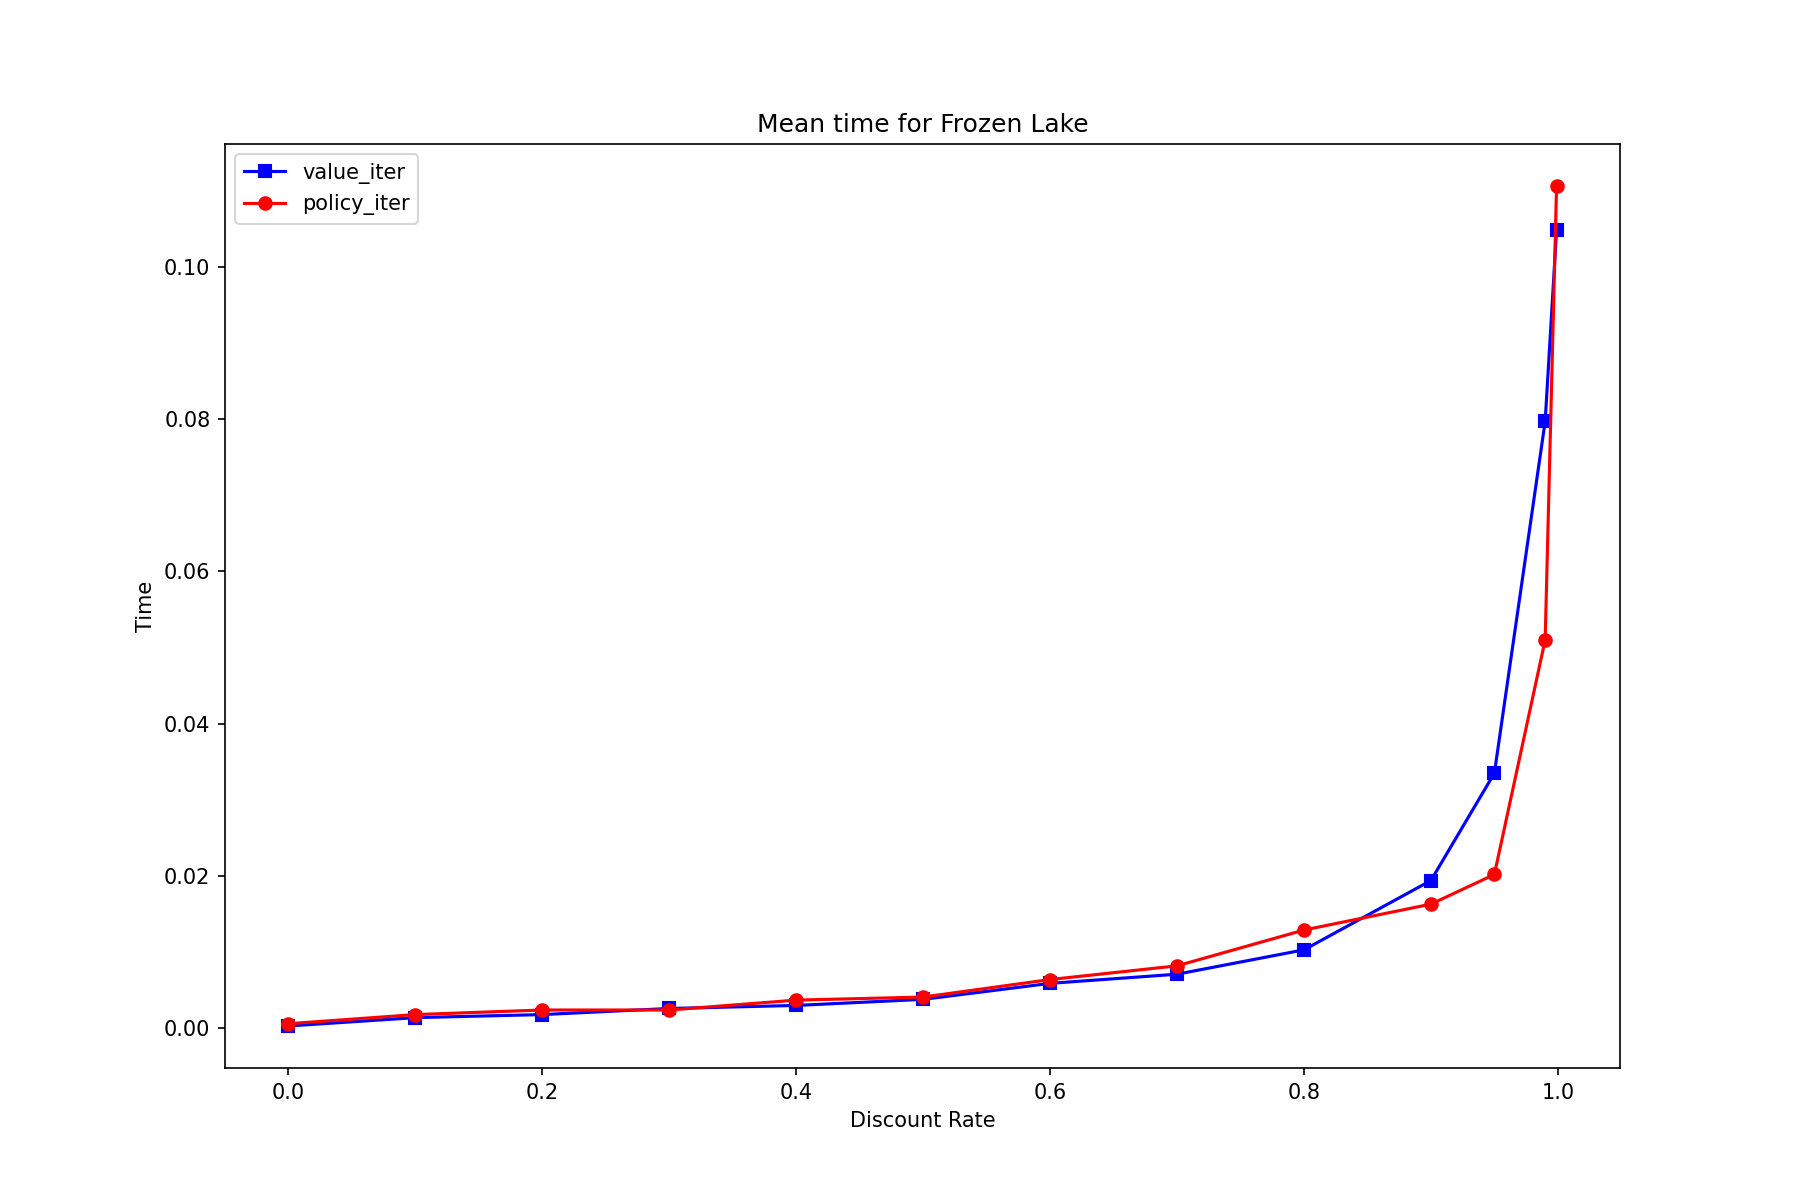 Mean time for Frozen Lake
value_iter
policy_iter
0.10
0.08
0.06
0.04
0.02
0.00
Time
0.0 0.2 0.4 0.6 0.8 1.0
Discount Rate